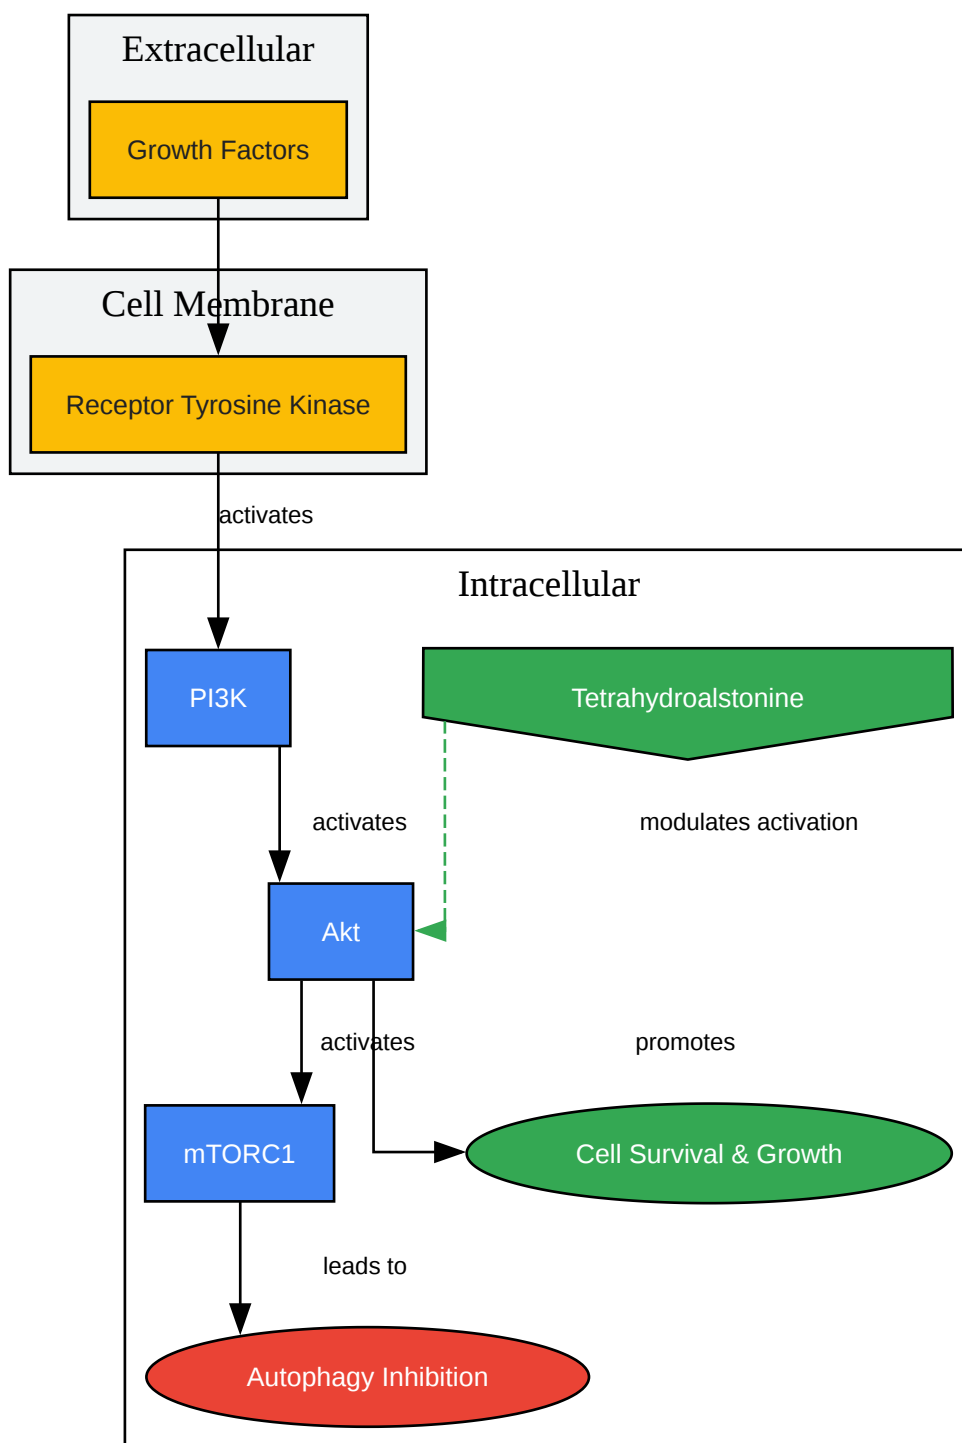 Extracellular
Growth Factors
Cell Membrane
Receptor Tyrosine Kinase
activates
Intracellular
PI3K
Tetrahydroalstonine
activates
modulates activation
Akt
activates
promotes
mTORC1
Cell Survival & Growth
leads to
Autophagy Inhibition